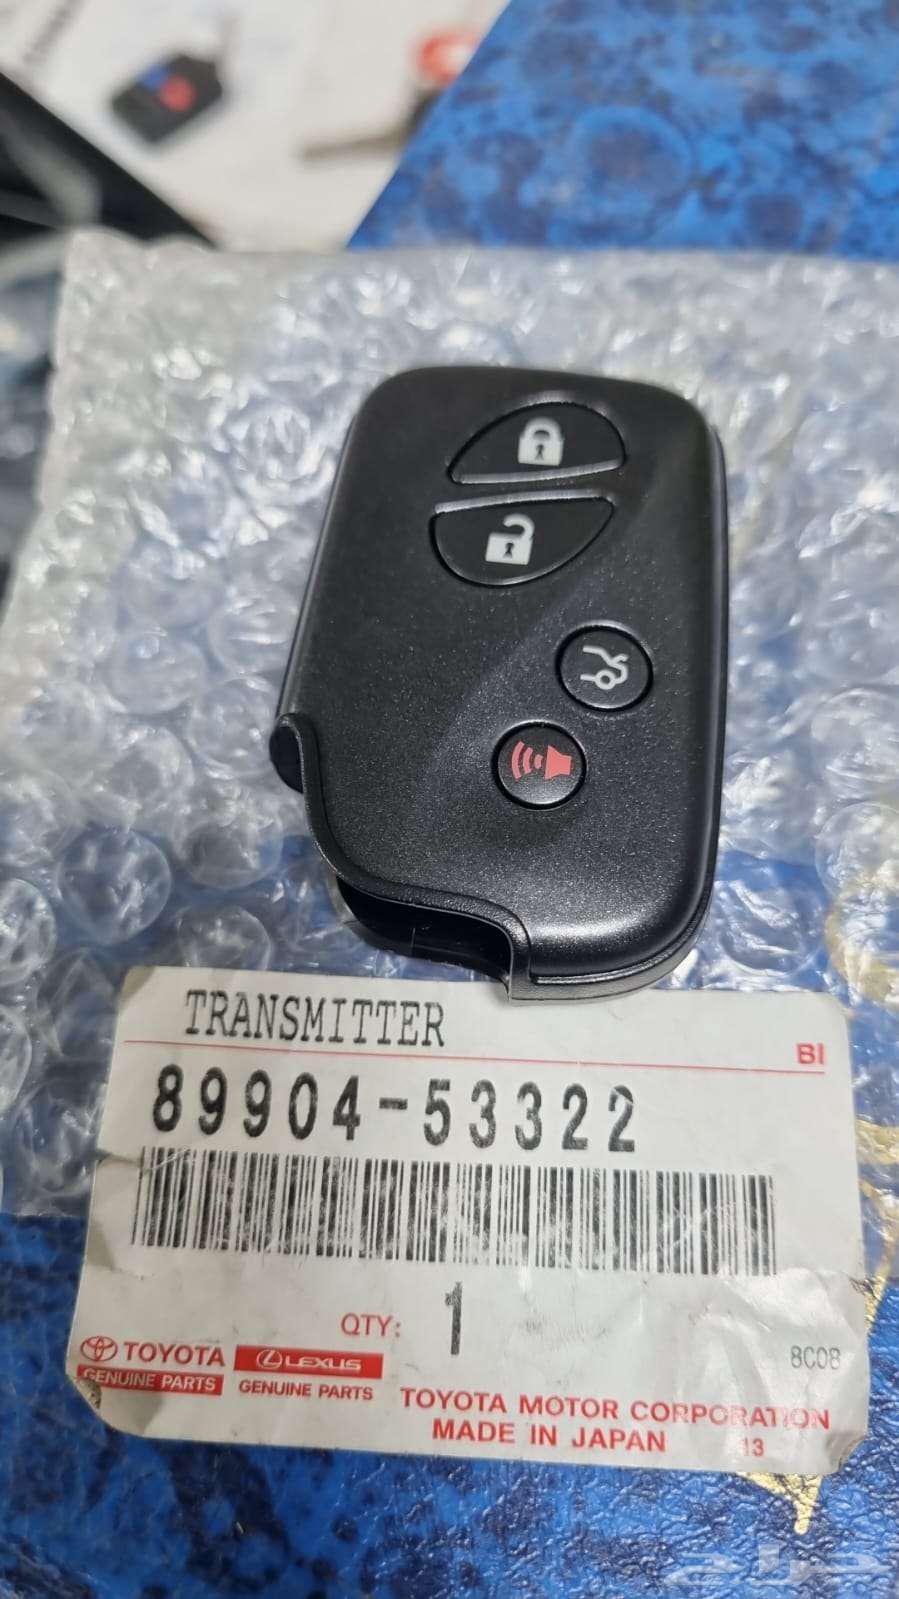 TRANSMITTER
BI
89904-53322
QTY: 1
8C08
TOYOTA
GENUINE PARTS
LEXUS
GENUINE PARTS
TOYOTA MOTOR CORPORATION
MADE IN JAPAN 13
حراج